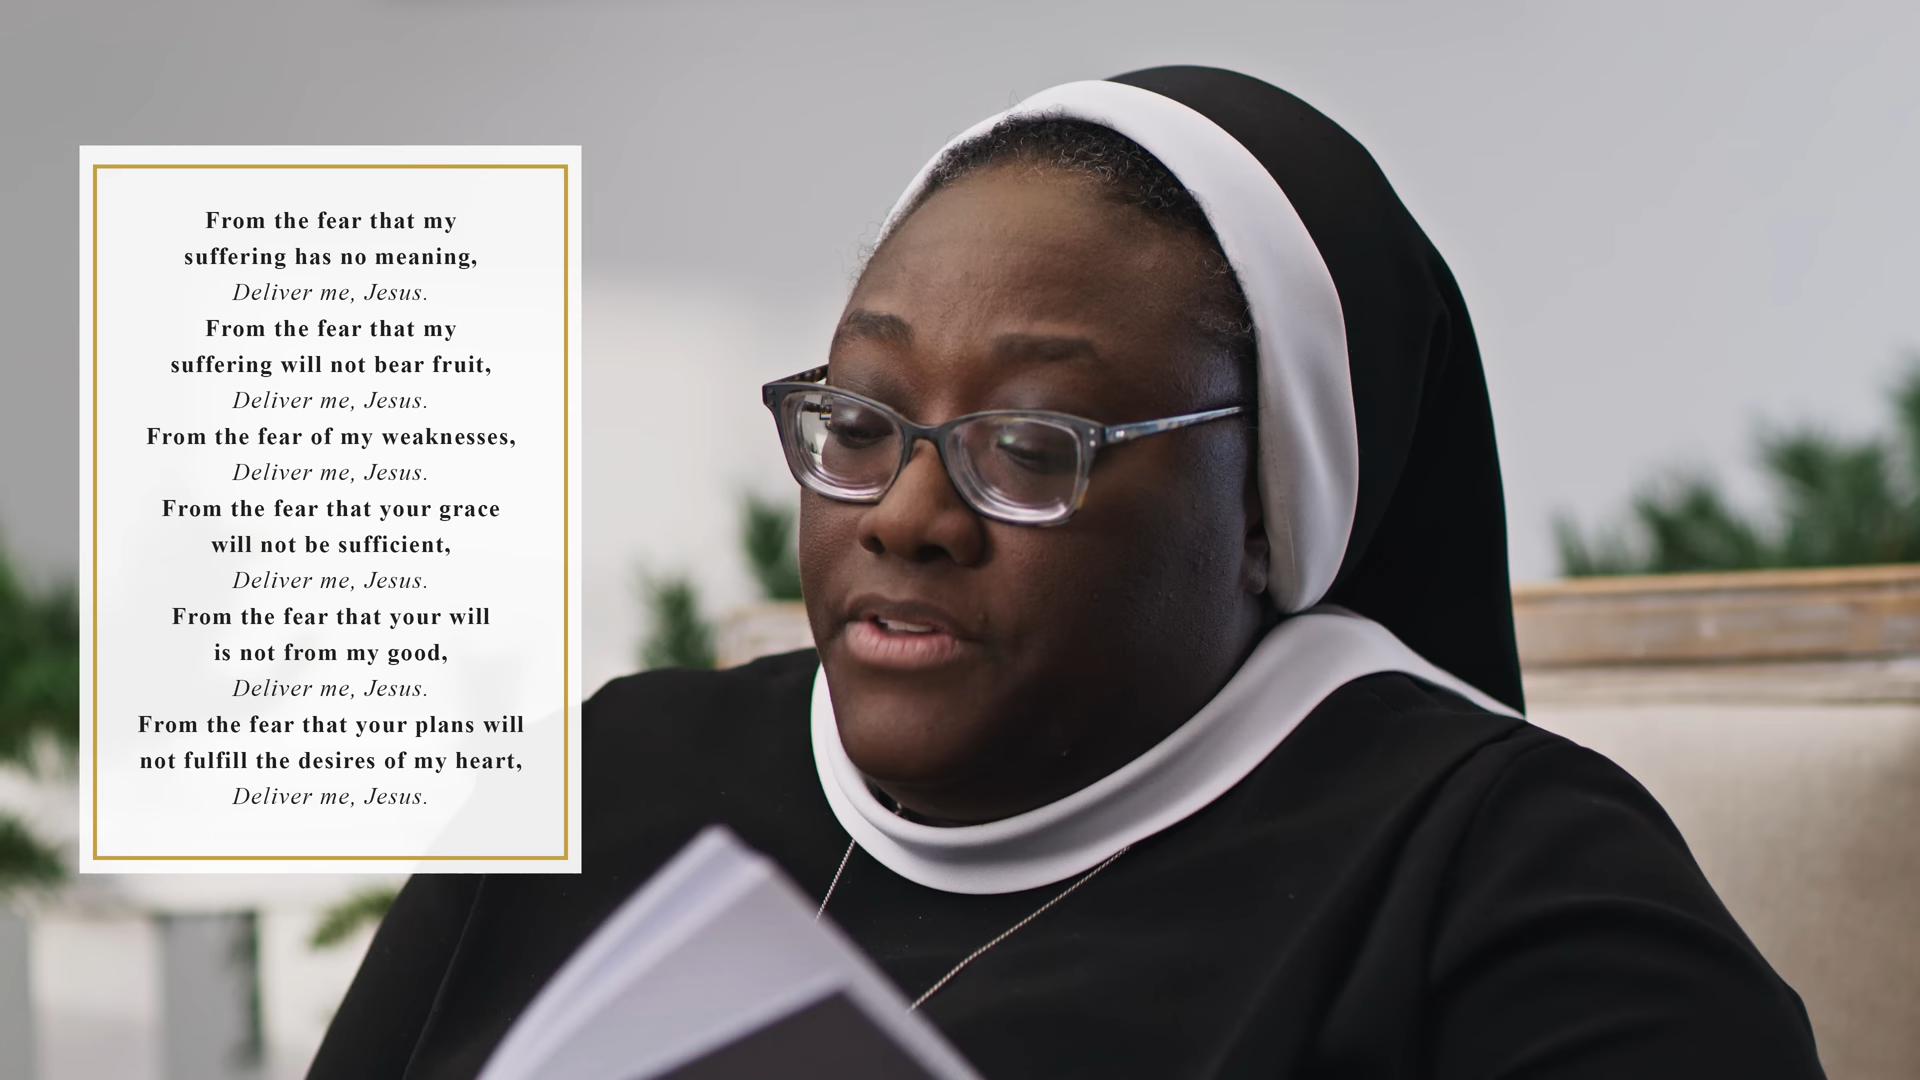 From the fear that my
suffering has no meaning,
Deliver me, Jesus.
From the fear that my
suffering will not bear fruit,
Deliver me, Jesus.
From the fear of my weaknesses,
Deliver me, Jesus.
From the fear that your grace
will not be sufficient,
Deliver me, Jesus.
From the fear that your will
is not from my good,
Deliver me, Jesus.
From the fear that your plans will
not fulfill the desires of my heart,
Deliver me, Jesus.